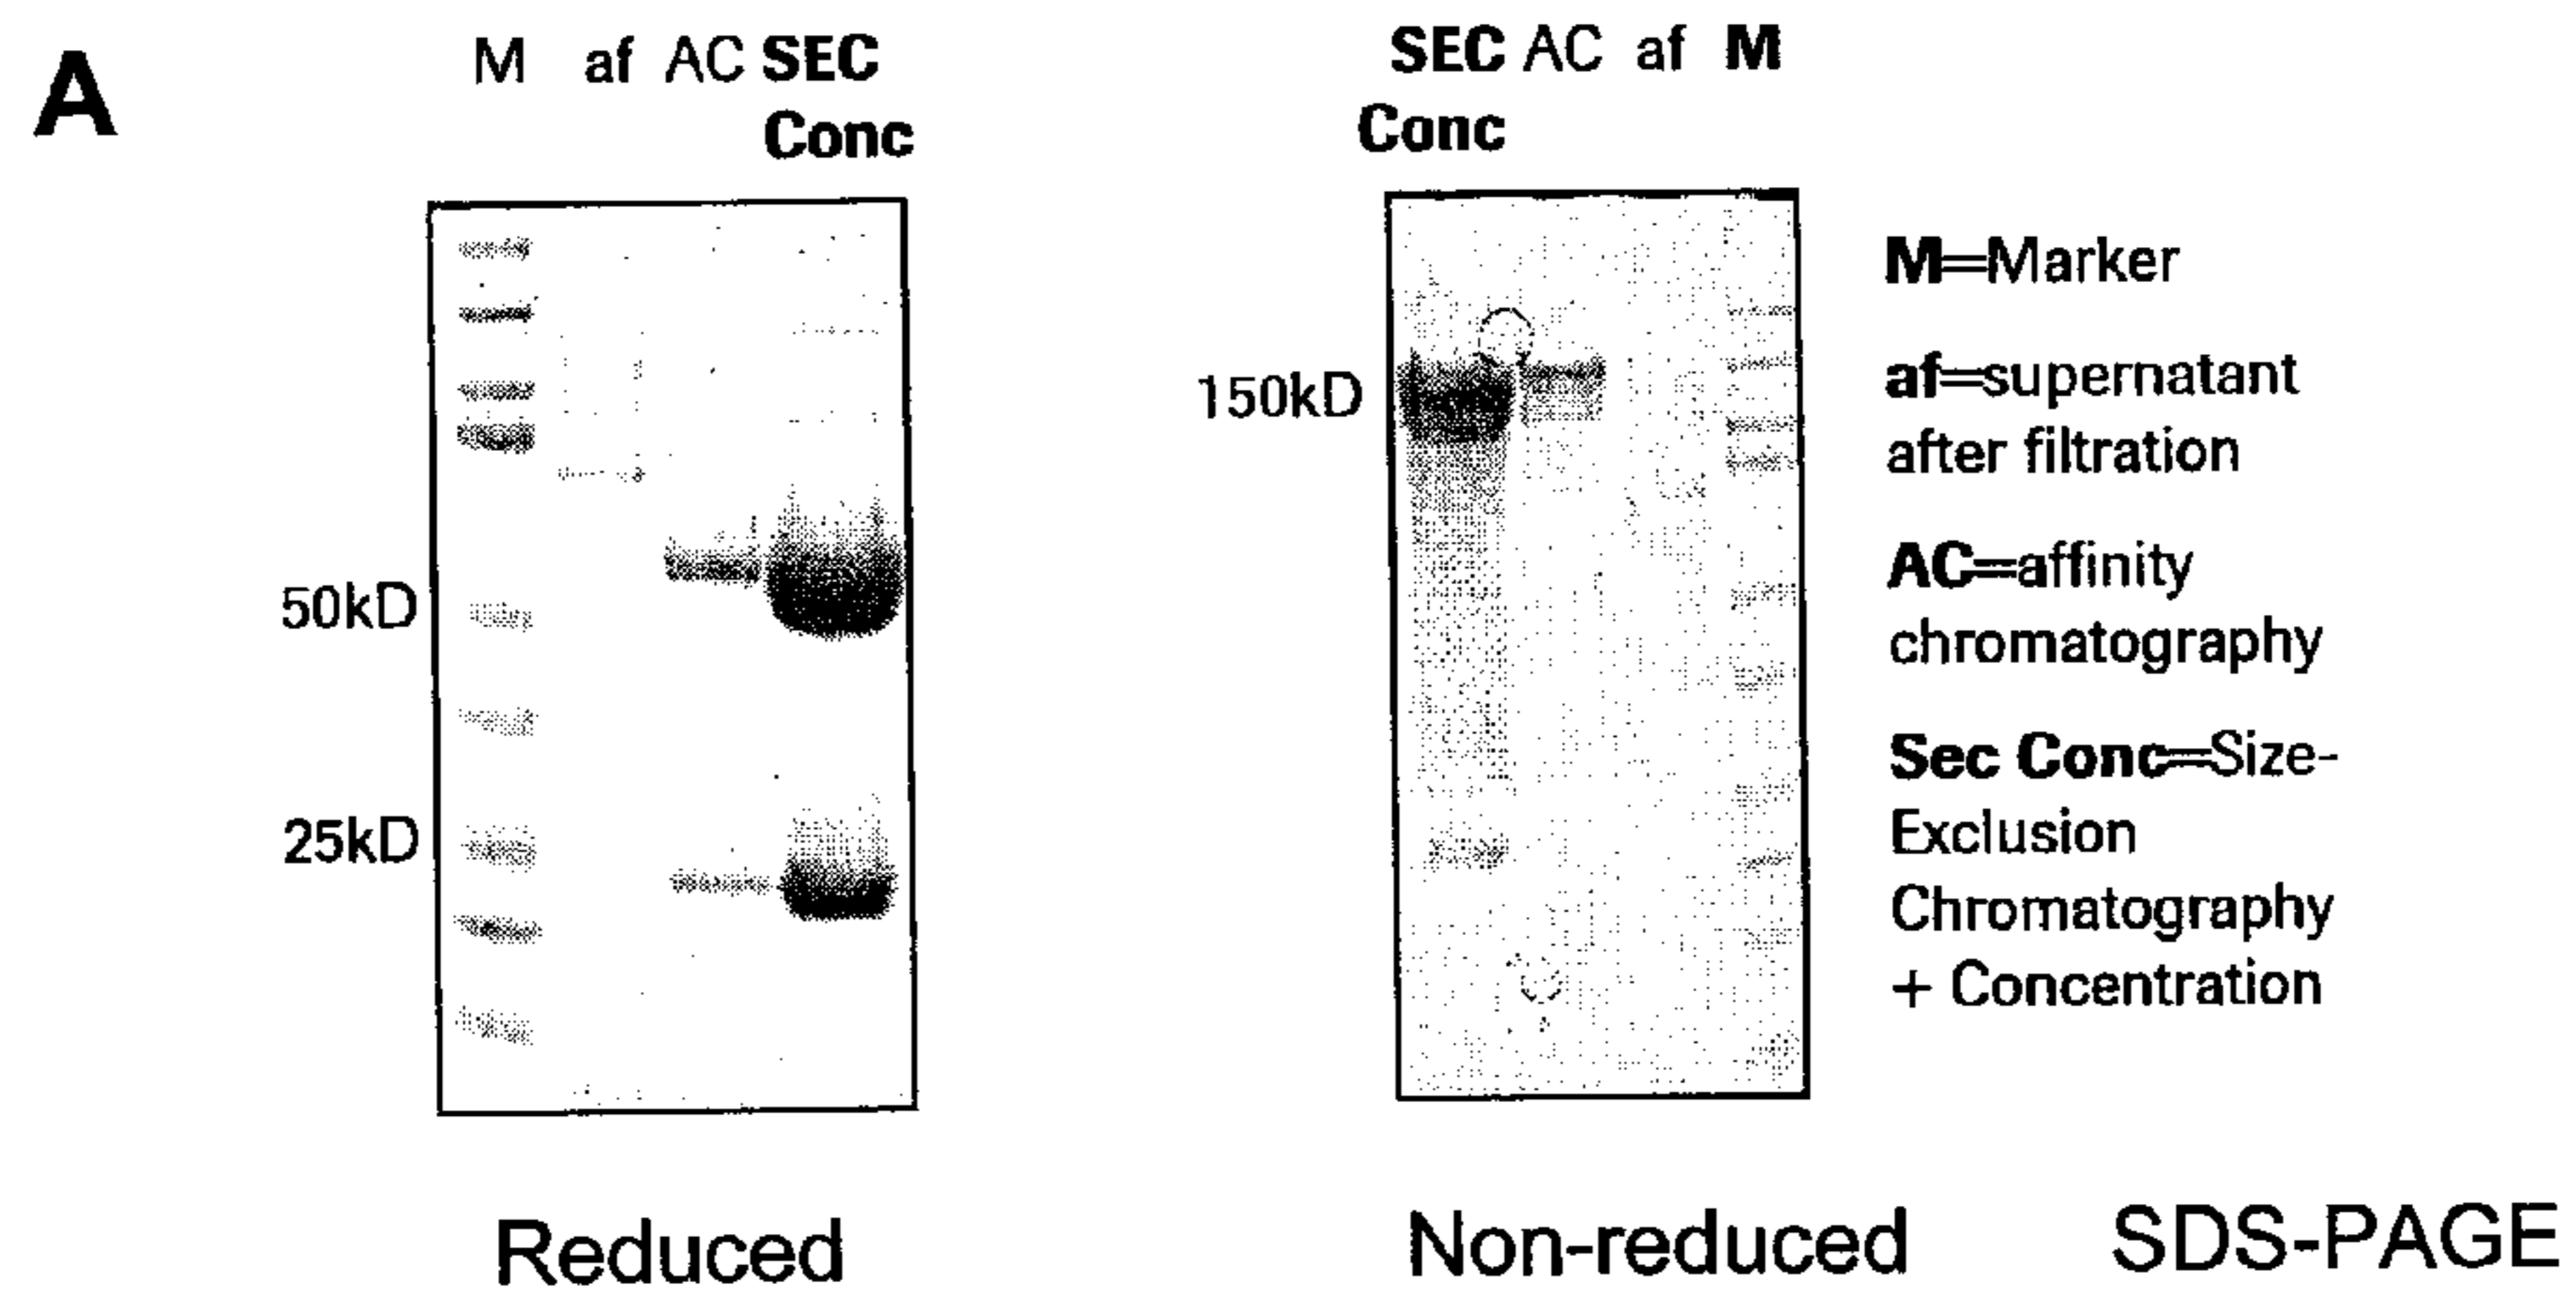 A
M af AC SEC
Conc
SEC AC af M
Conc
50kD
25kD
150kD
M=Marker
af=supernatant
after filtration
AC=affinity
chromatography
Sec Conc=Size-
Exclusion
Chromatography
+ Concentration
Reduced
Non-reduced
SDS-PAGE